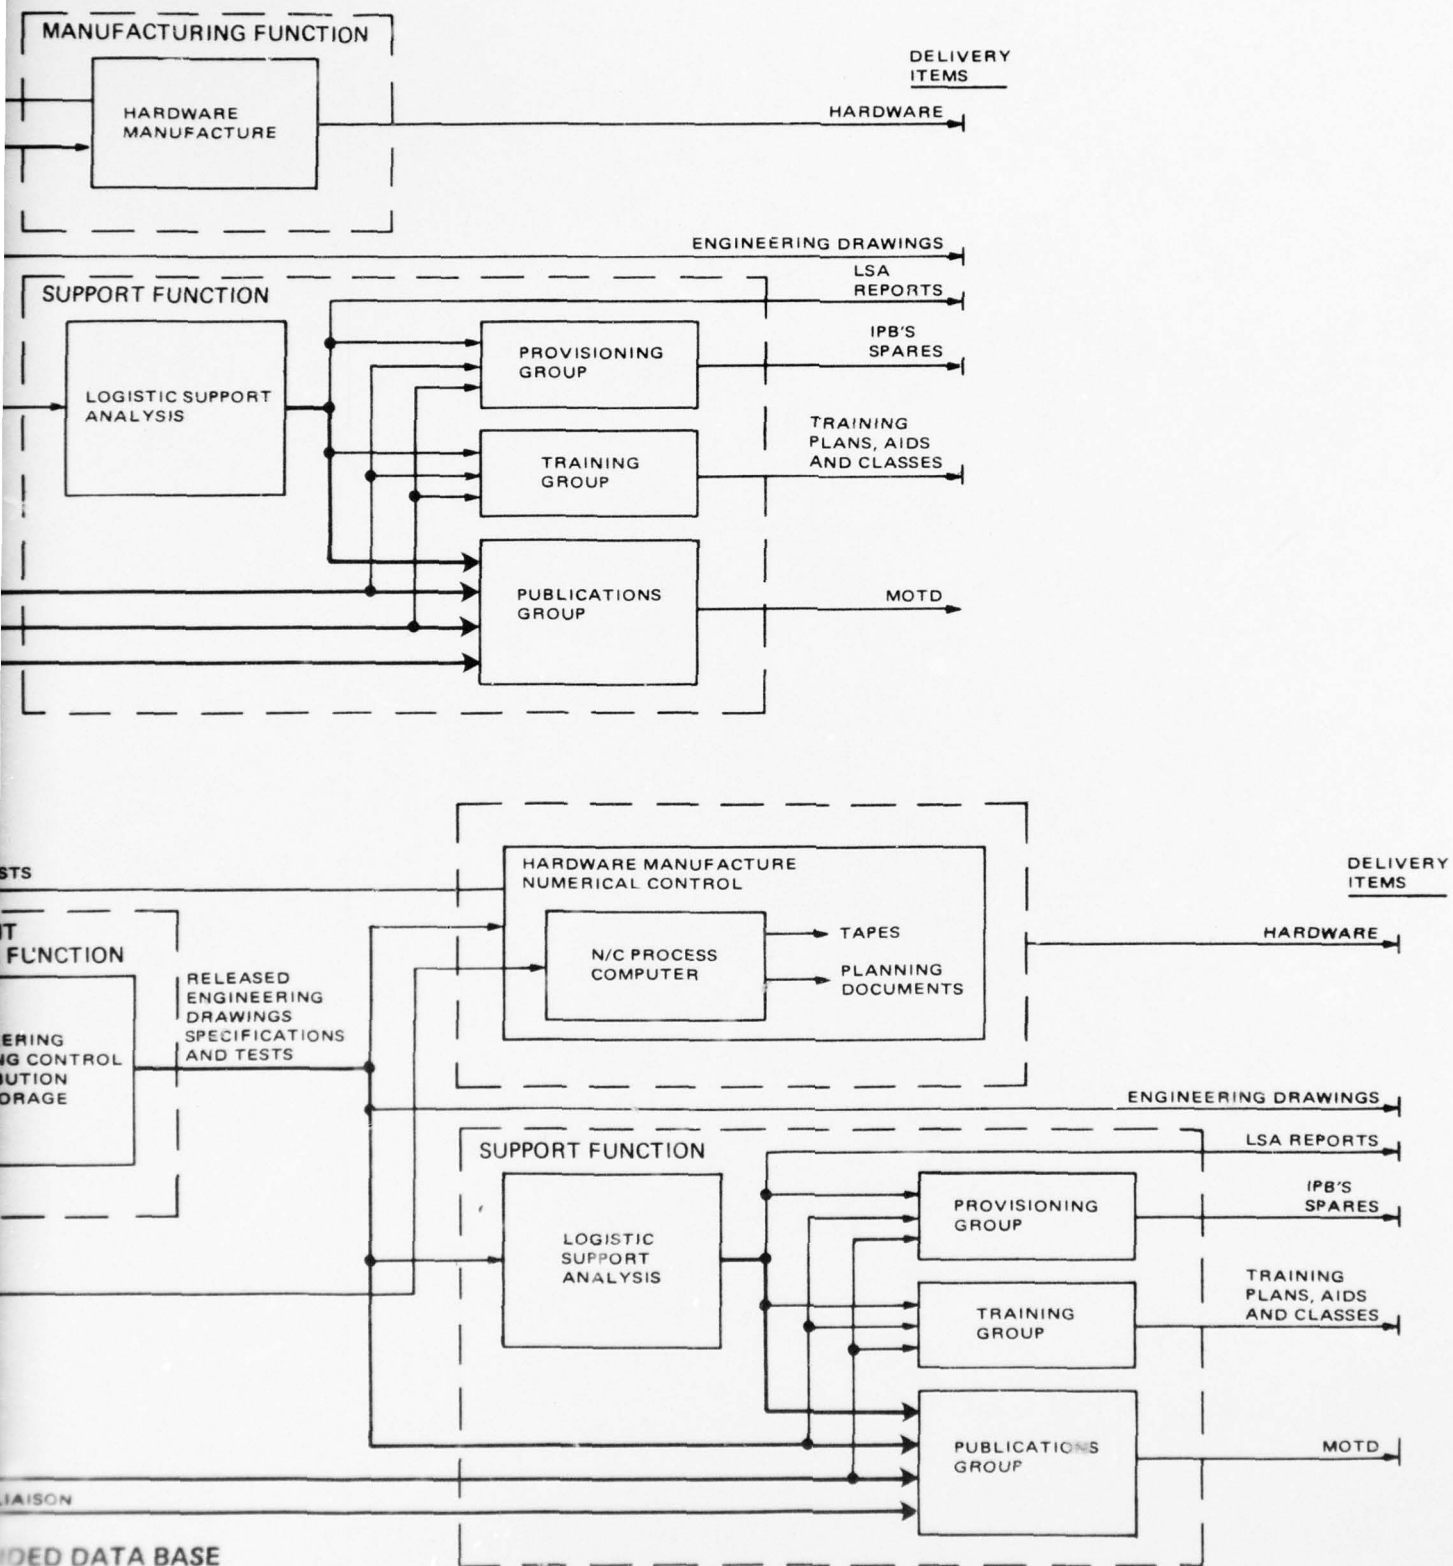 MANUFACTURING FUNCTION
HARDWARE
MANUFACTURE
DELIVERY
ITEMS
HARDWARE
ENGINEERING DRAWINGS
LSA
REPORTS
SUPPORT FUNCTION
LOGISTIC SUPPORT
ANALYSIS
PROVISIONING
GROUP
IPB'S
SPARES
TRAINING
GROUP
TRAINING
PLANS, AIDS
AND CLASSES
PUBLICATIONS
GROUP
MOTD
STS
HARDWARE MANUFACTURE
NUMERICAL CONTROL
N/C PROCESS
COMPUTER
TAPES
PLANNING
DOCUMENTS
DELIVERY
ITEMS
HARDWARE
IT
FUNCTION
ERING
NG CONTROL
BUTION
ORAGE
RELEASED
ENGINEERING
DRAWINGS
SPECIFICATIONS
AND TESTS
ENGINEERING DRAWINGS
LSA REPORTS
SUPPORT FUNCTION
LOGISTIC
SUPPORT
ANALYSIS
PROVISIONING
GROUP
IPB'S
SPARES
TRAINING
GROUP
TRAINING
PLANS, AIDS
AND CLASSES
PUBLICATIONS
GROUP
MOTD
LIAISON
DED DATA BASE